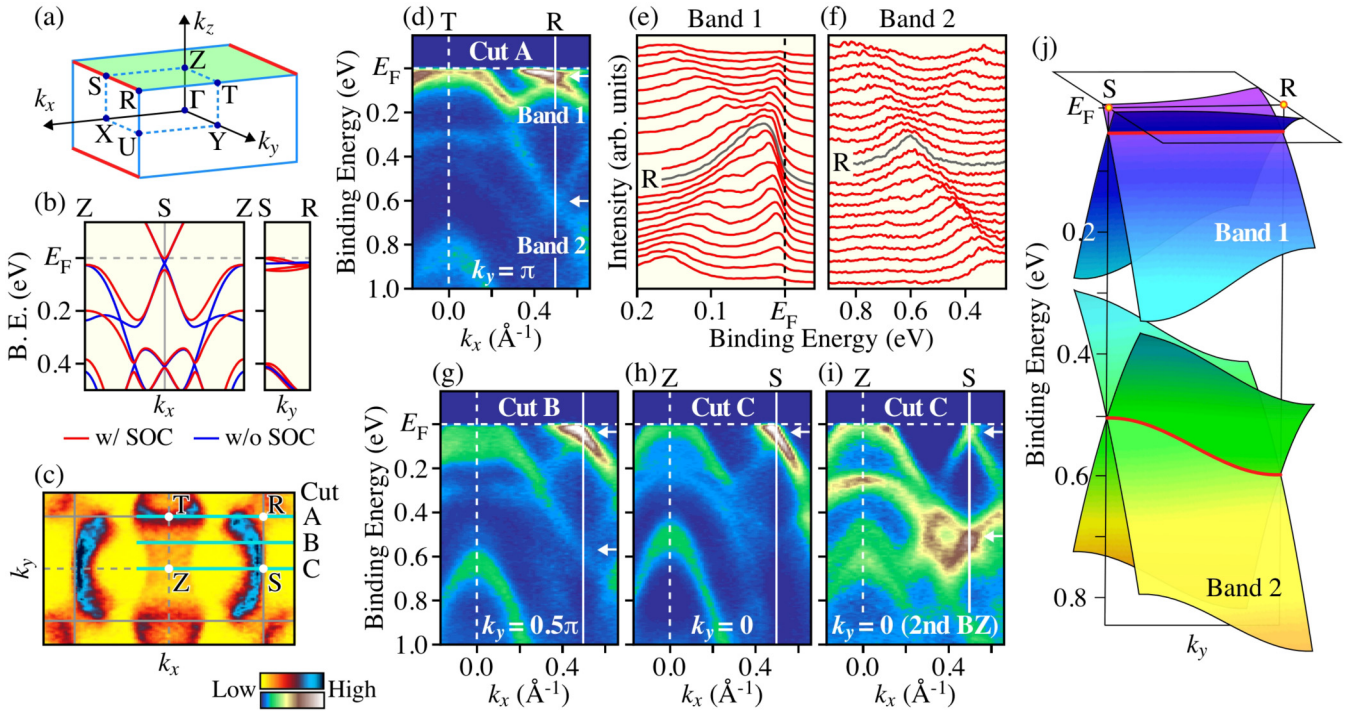 (a)
k_z
Z
S
R
T
Γ
k_x
X
U
Y
k_y
(b)
Z
S
Z
S
R
E_F
0.2
0.4
B. E. (eV)
k_x
k_y
w/ SOC
w/o SOC
(c)
Cut
T
R
A
B
Z
S
C
k_y
k_x
Low
High
(d)
T
R
Cut A
E_F
0.2
0.4
0.6
0.8
1.0
Band 1
Band 2
k_y = π
Binding Energy (eV)
0.0
0.4
k_x (Å⁻¹)
(e)
Band 1
R
Intensity (arb. units)
0.2
0.1
E_F
(f)
Band 2
R
0.8
0.6
0.4
Binding Energy (eV)
(g)
Cut B
E_F
0.2
0.4
0.6
0.8
1.0
k_y = 0.5π
Binding Energy (eV)
0.0
0.4
k_x (Å⁻¹)
(h)
Z
S
Cut C
k_y = 0
0.0
0.4
k_x (Å⁻¹)
(i)
Z
S
Cut C
k_y = 0 (2nd BZ)
0.0
0.4
k_x (Å⁻¹)
(j)
S
R
E_F
0.2
0.4
0.6
0.8
Band 1
Band 2
Binding Energy (eV)
k_y